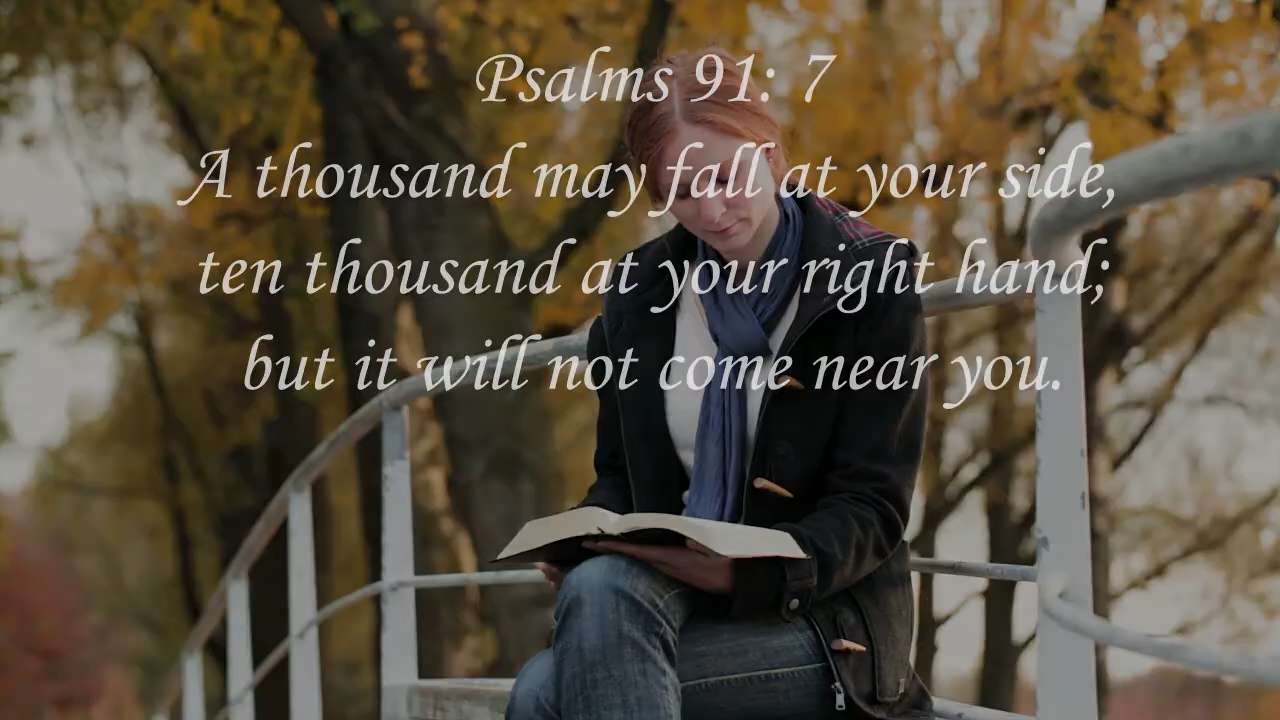 Psalms 91: 7
A thousand may fall at your side,
ten thousand at your right hand;
but it will not come near you.